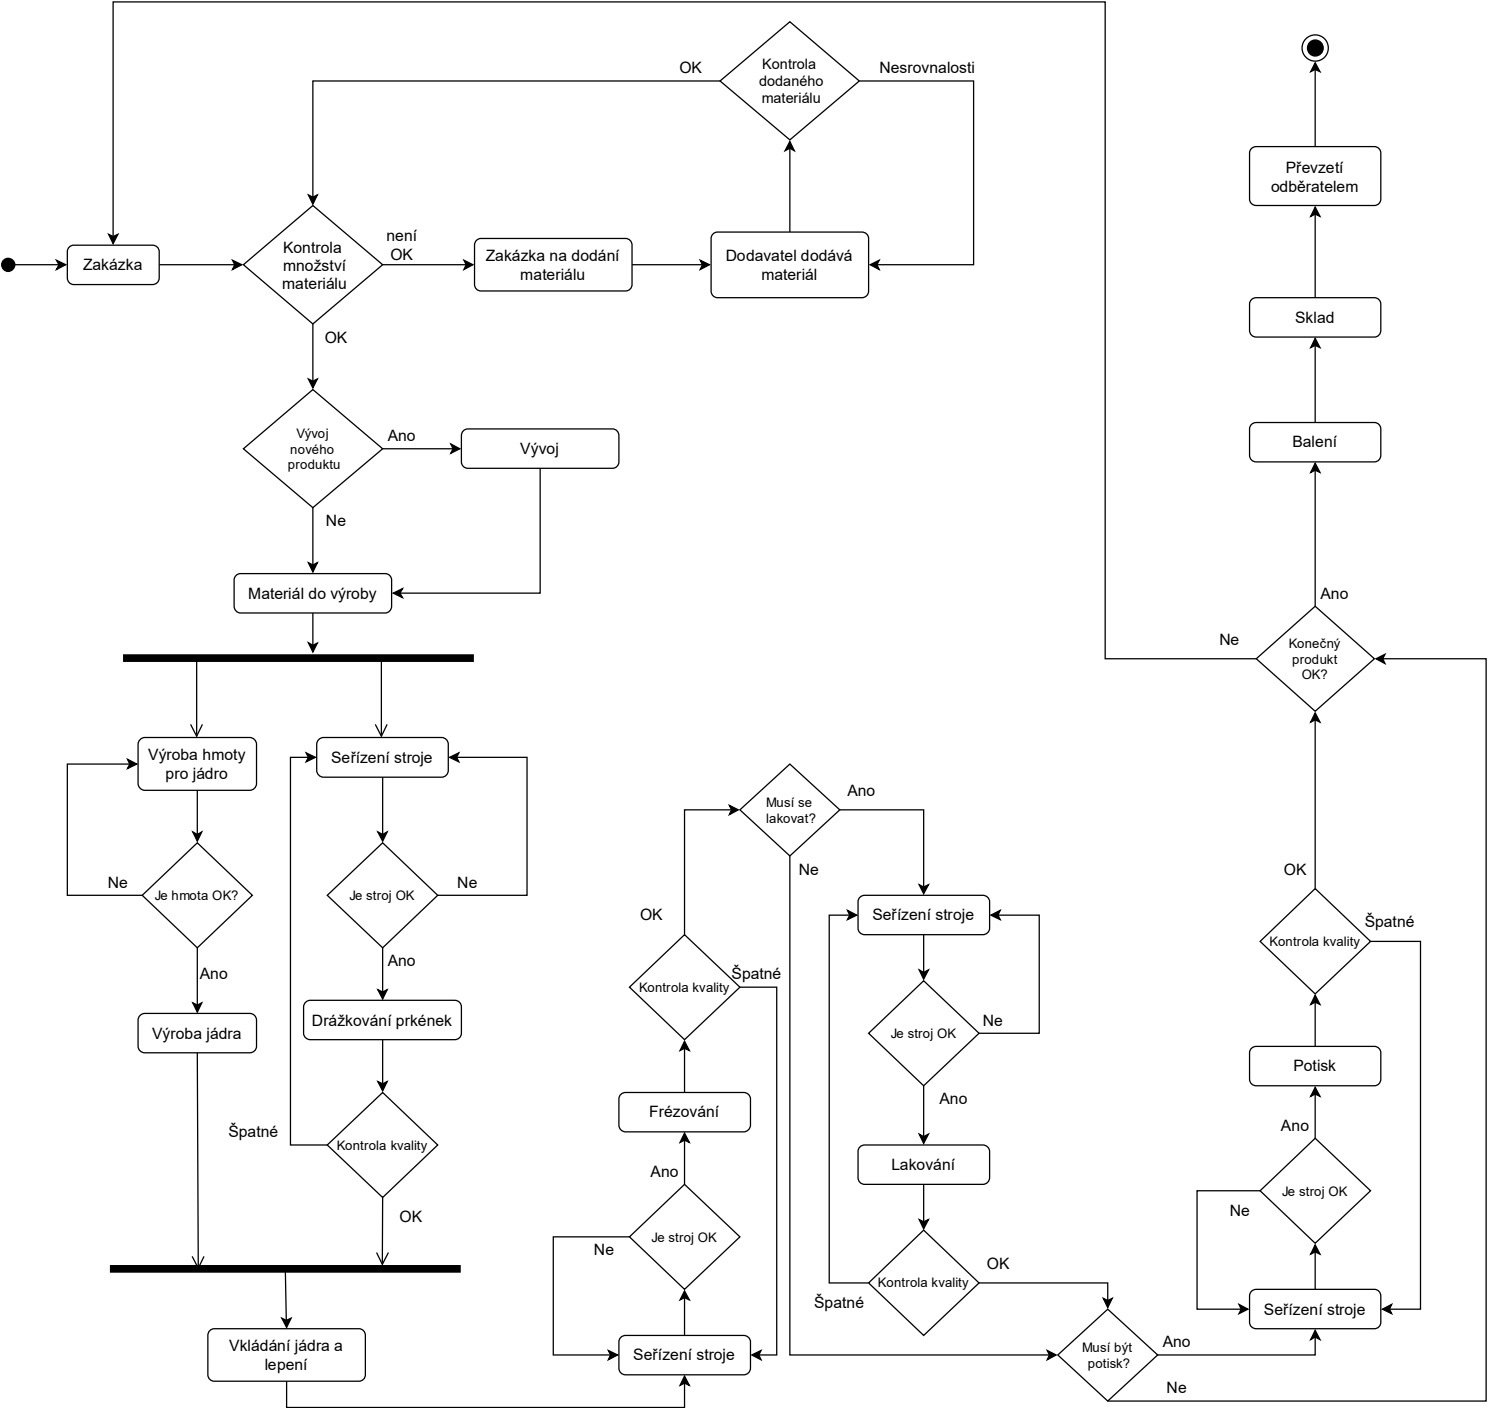 OK
Kontrola
dodaného
materiálu
Nesrovnalosti
Zakázka
Kontrola
množství
materiálu
není
OK
Zakázka na dodání
materiálu
Dodavatel dodává
materiál
OK
Vývoj
nového
produktu
Ano
Vývoj
Ne
Materiál do výroby
Výroba hmoty
pro jádro
Je hmota OK?
Ne
Ano
Výroba jádra
Seřízení stroje
Je stroj OK
Ne
Ano
Drážkování prkének
Kontrola kvality
Špatné
OK
Vkládání jádra a
lepení
Seřízení stroje
Je stroj OK
Ne
Ano
Frézování
Kontrola kvality
Špatné
OK
Musí se
lakovat?
Ano
Ne
Seřízení stroje
Je stroj OK
Ne
Ano
Lakování
Kontrola kvality
Špatné
OK
Musí být
potisk?
Ano
Ne
Seřízení stroje
Je stroj OK
Ne
Ano
Potisk
Kontrola kvality
Špatné
OK
Konečný
produkt
OK?
Ne
Ano
Balení
Sklad
Převzetí
odběratelem